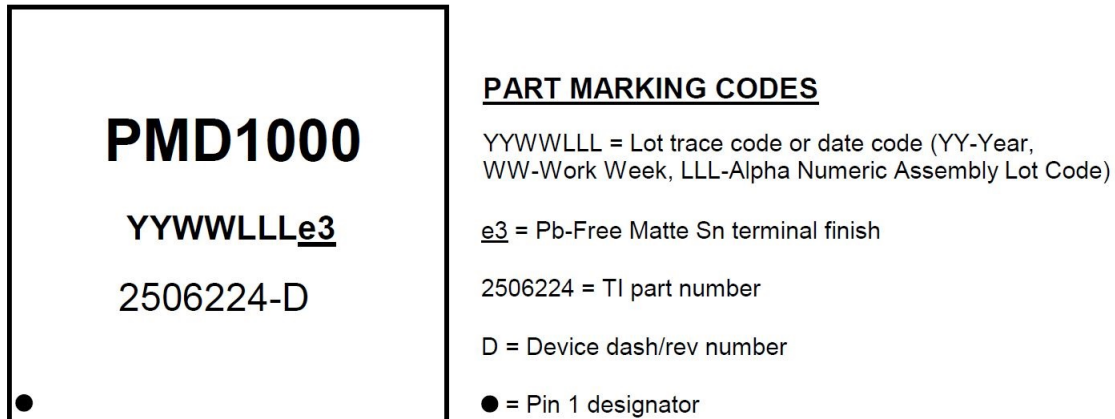 PMD1000
YYWWLLLe3
2506224-D
PART MARKING CODES
YYWWLLL = Lot trace code or date code (YY-Year,
WW-Work Week, LLL-Alpha Numeric Assembly Lot Code)
e3 = Pb-Free Matte Sn terminal finish
2506224 = TI part number
D = Device dash/rev number
● = Pin 1 designator